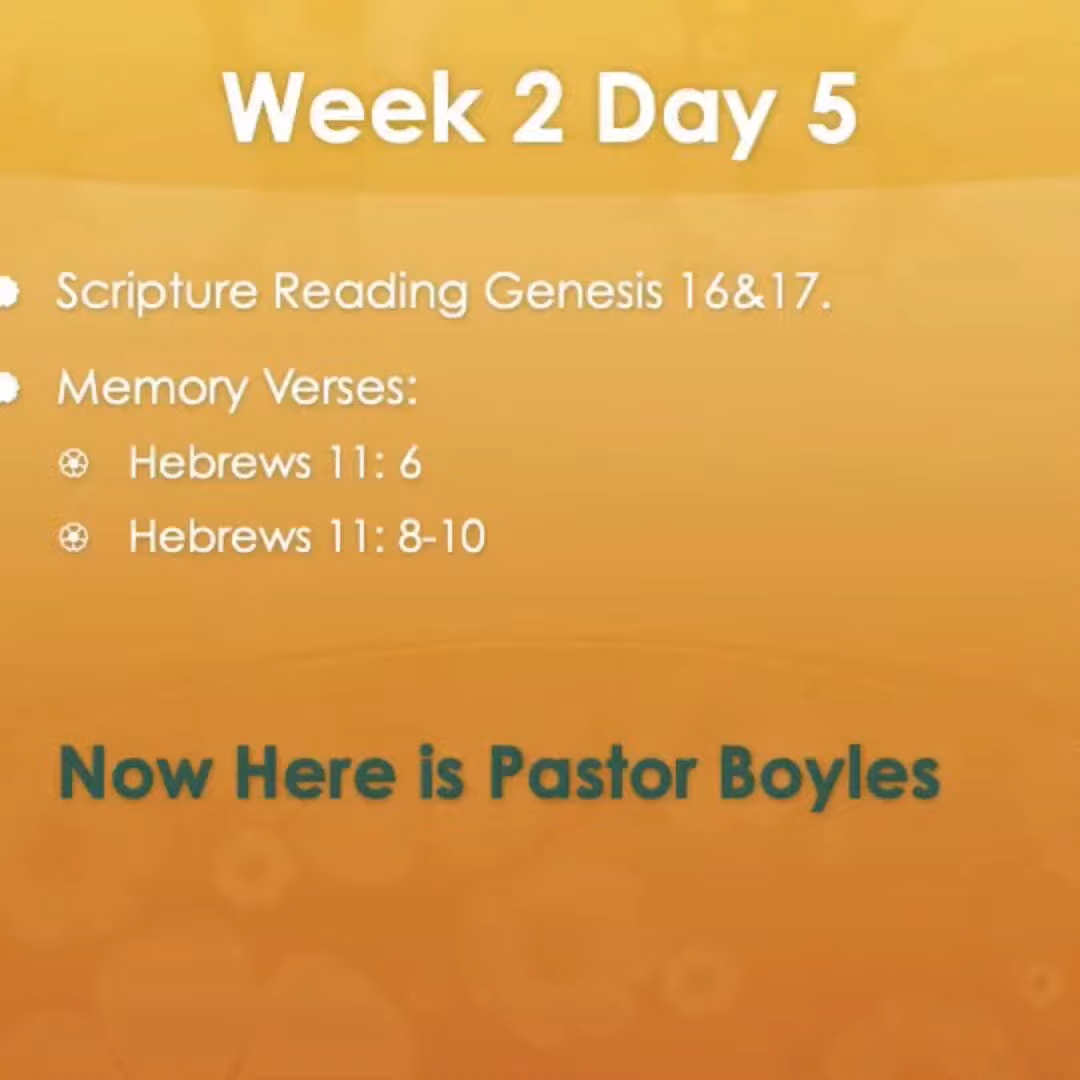 Week 2 Day 5
Scripture Reading Genesis 16&17.
Memory Verses:
Hebrews 11: 6
Hebrews 11: 8-10
Now Here is Pastor Boyles